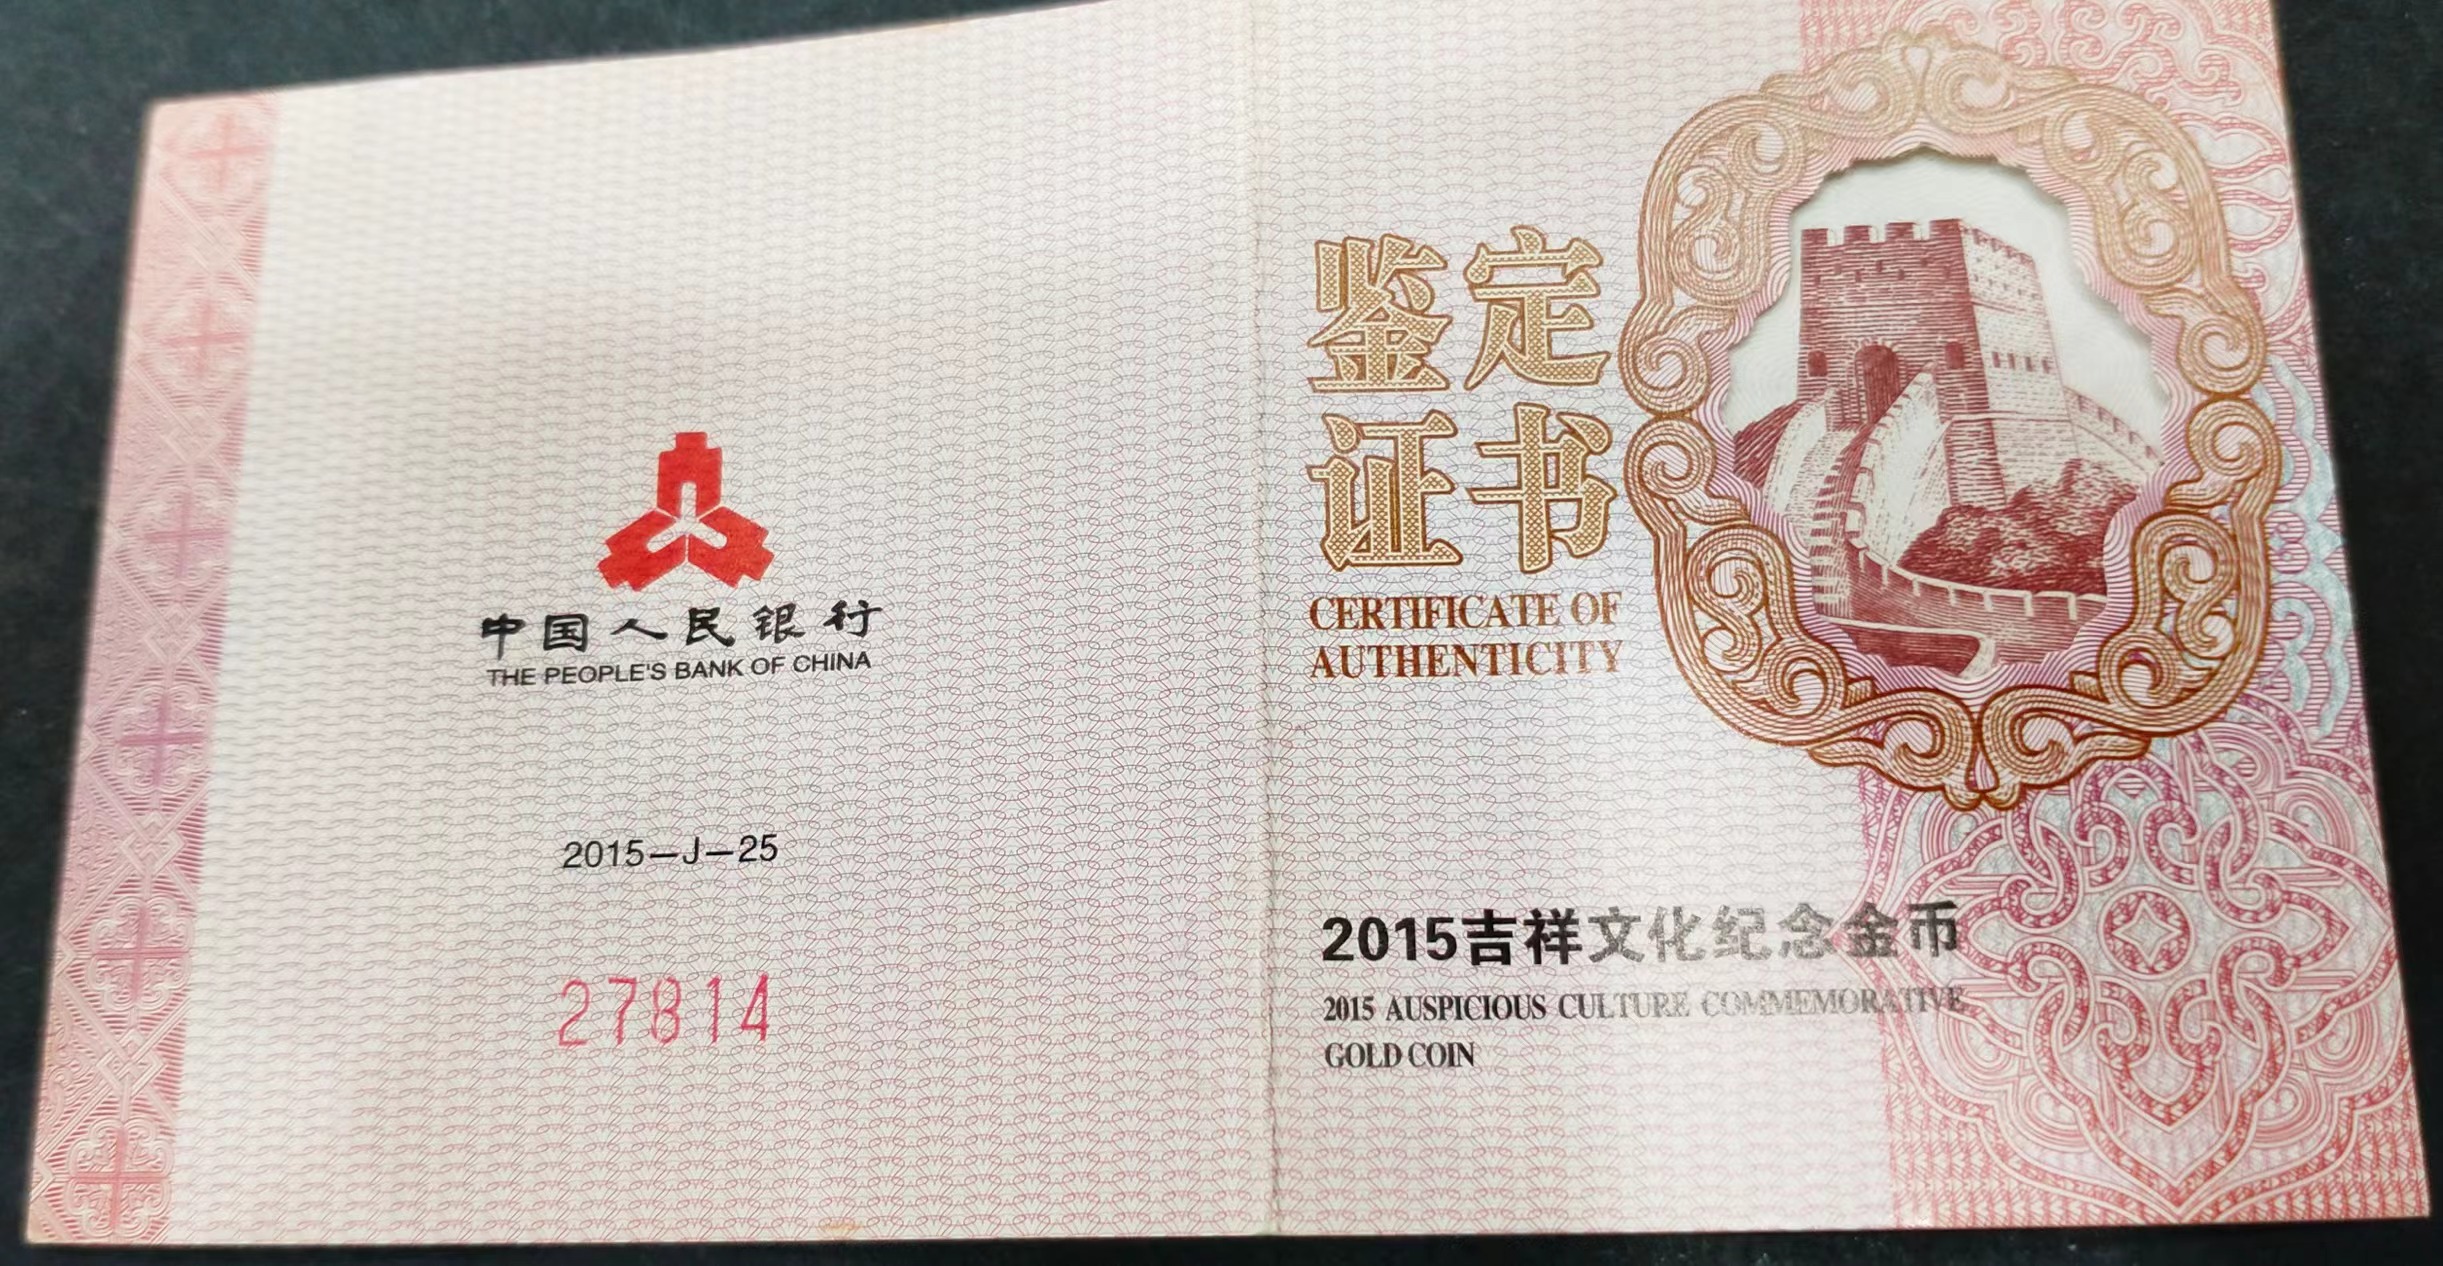 中国人民银行
THE PEOPLE'S BANK OF CHINA
2015-J-25
27814
鉴定
证书
CERTIFICATE OF
AUTHENTICITY
2015吉祥文化纪念金币
2015 AUSPICIOUS CULTURE COMMEMORATIVE
GOLD COIN